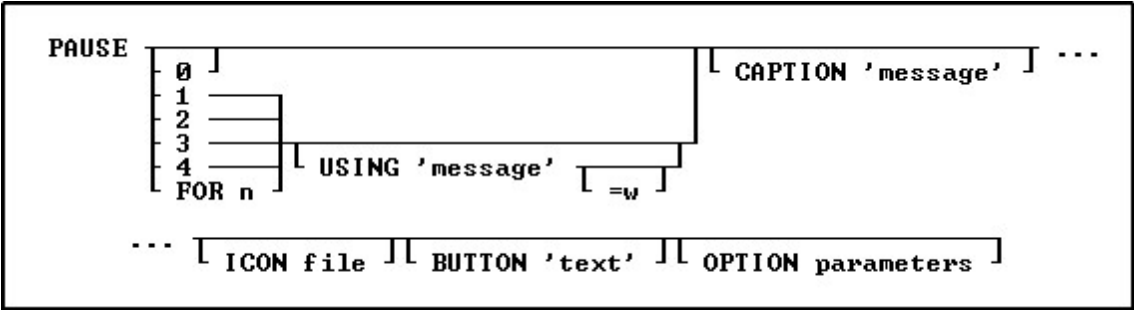 PAUSE
0 CAPTION 'message' ...
1
2
3
4 USING 'message'
FOR n =w
... ICON file BUTTON 'text' OPTION parameters